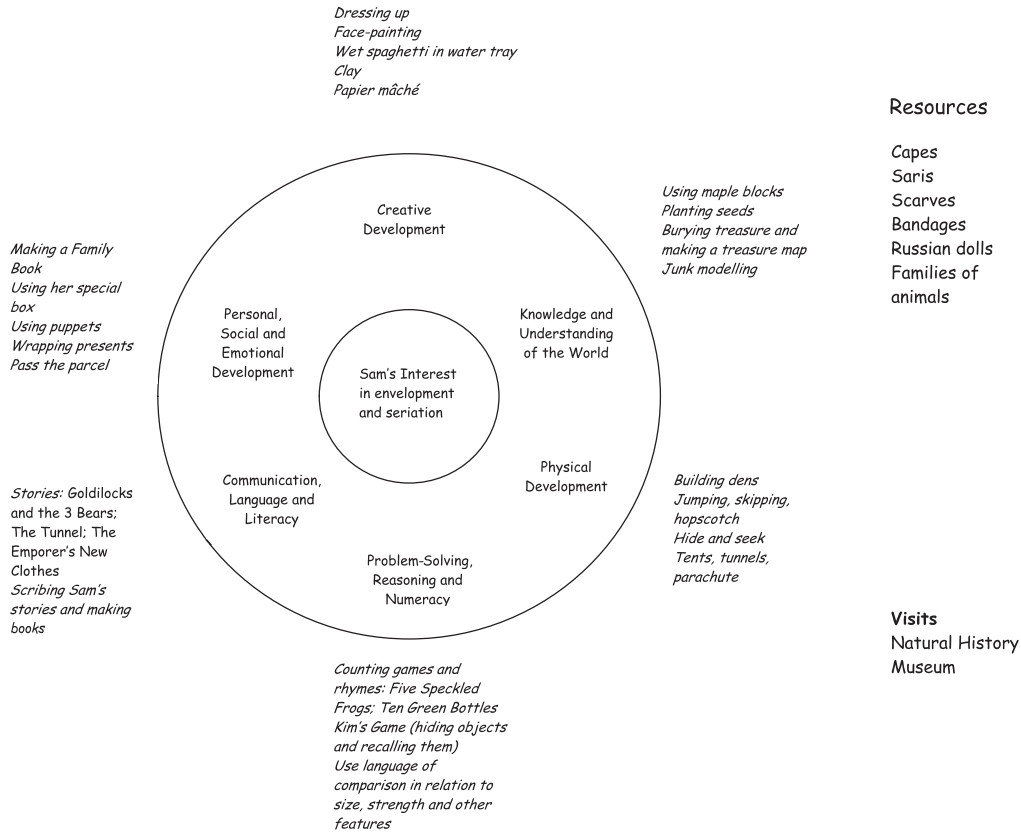 Dressing up
Face-painting
Wet spaghetti in water tray
Clay
Papier mâché
Resources
Capes
Saris
Scarves
Bandages
Russian dolls
Families of
animals
Using maple blocks
Planting seeds
Burying treasure and
making a treasure map
Junk modelling
Creative
Development
Making a Family
Book
Using her special
box
Using puppets
Wrapping presents
Pass the parcel
Personal,
Social and
Emotional
Development
Knowledge and
Understanding
of the World
Sam's Interest
in envelopment
and seriation
Physical
Development
Communication,
Language and
Literacy
Problem-Solving,
Reasoning and
Numeracy
Stories: Goldilocks
and the 3 Bears;
The Tunnel; The
Emporer's New
Clothes
Scribing Sam's
stories and making
books
Building dens
Jumping, skipping,
hopscotch
Hide and seek
Tents, tunnels,
parachute
Visits
Natural History
Museum
Counting games and
rhymes: Five Speckled
Frogs; Ten Green Bottles
Kim's Game (hiding objects
and recalling them)
Use language of
comparison in relation to
size, strength and other
features